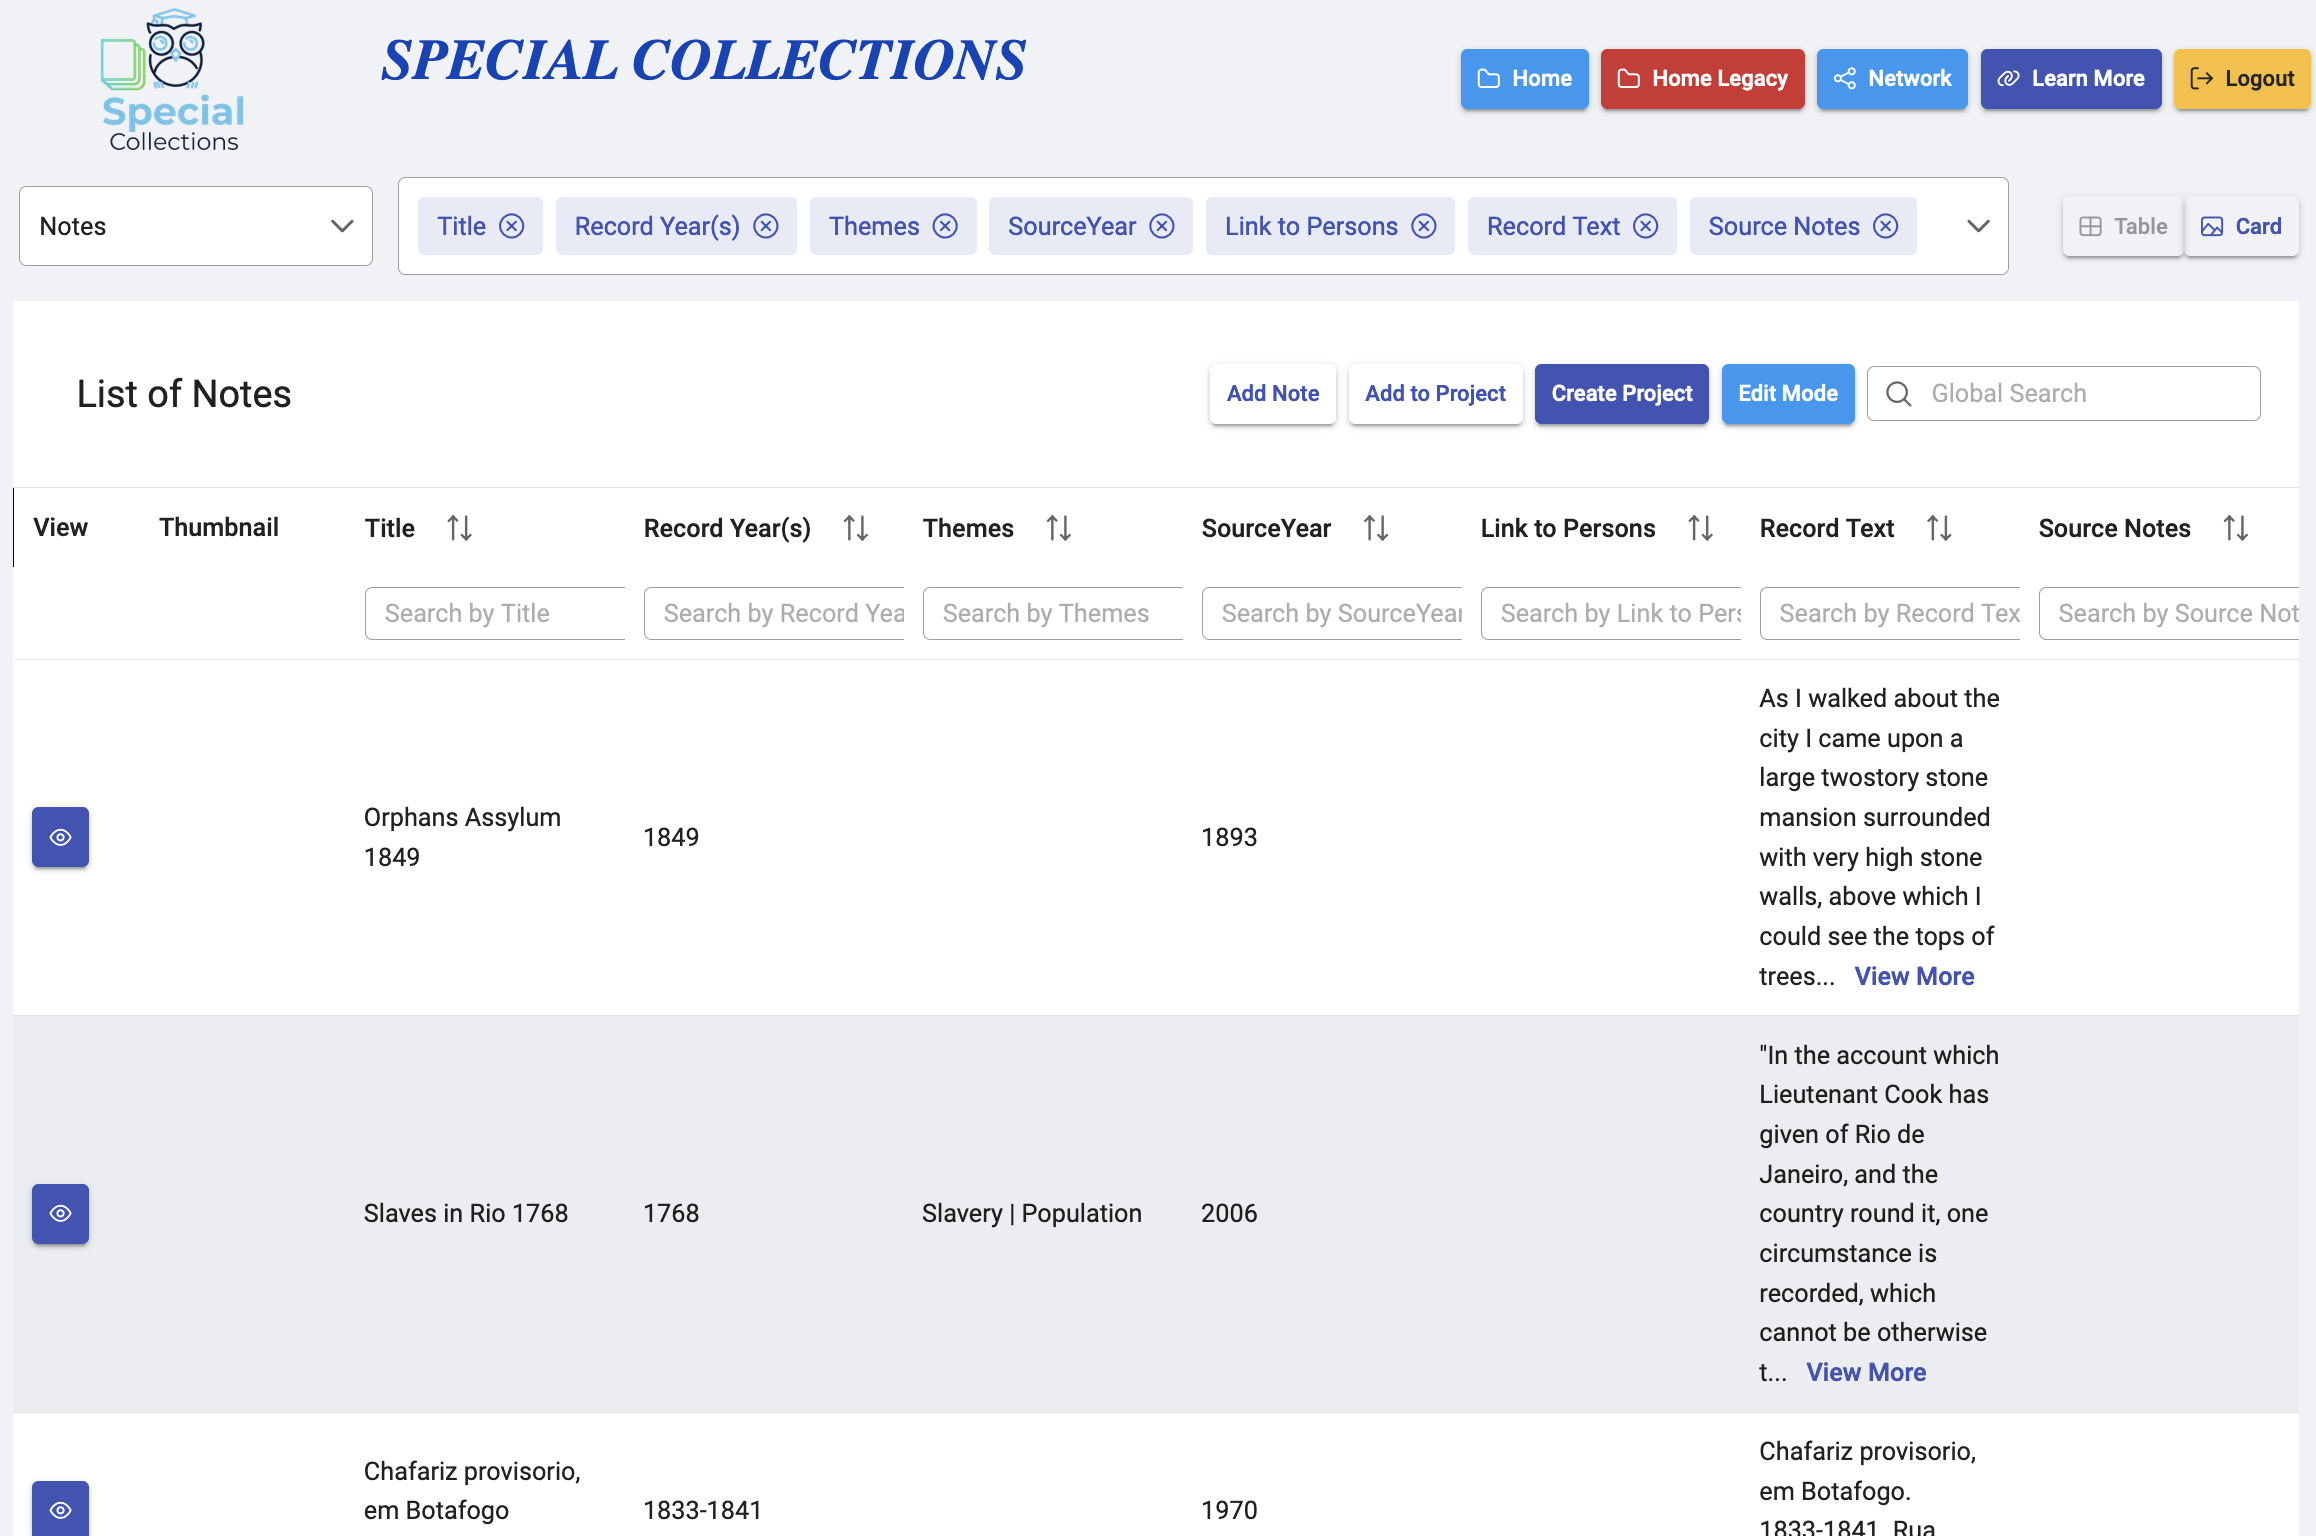 Special
Collections
SPECIAL COLLECTIONS
Home
Home Legacy
Network
Learn More
Logout
Notes
Title
Record Year(s)
Themes
SourceYear
Link to Persons
Record Text
Source Notes
Table
Card
List of Notes
Add Note
Add to Project
Create Project
Edit Mode
Global Search
View
Thumbnail
Title
Record Year(s)
Themes
SourceYear
Link to Persons
Record Text
Source Notes
Search by Title
Search by Record Yea
Search by Themes
Search by SourceYear
Search by Link to Pers
Search by Record Tex
Search by Source Not
Orphans Assylum
1849
1849
1893
As I walked about the
city I came upon a
large twostory stone
mansion surrounded
with very high stone
walls, above which I
could see the tops of
trees... View More
Slaves in Rio 1768
1768
Slavery | Population
2006
"In the account which
Lieutenant Cook has
given of Rio de
Janeiro, and the
country round it, one
circumstance is
recorded, which
cannot be otherwise
t... View More
Chafariz provisorio,
em Botafogo
1833-1841
1970
Chafariz provisorio,
em Botafogo.
1833-1841. Rua